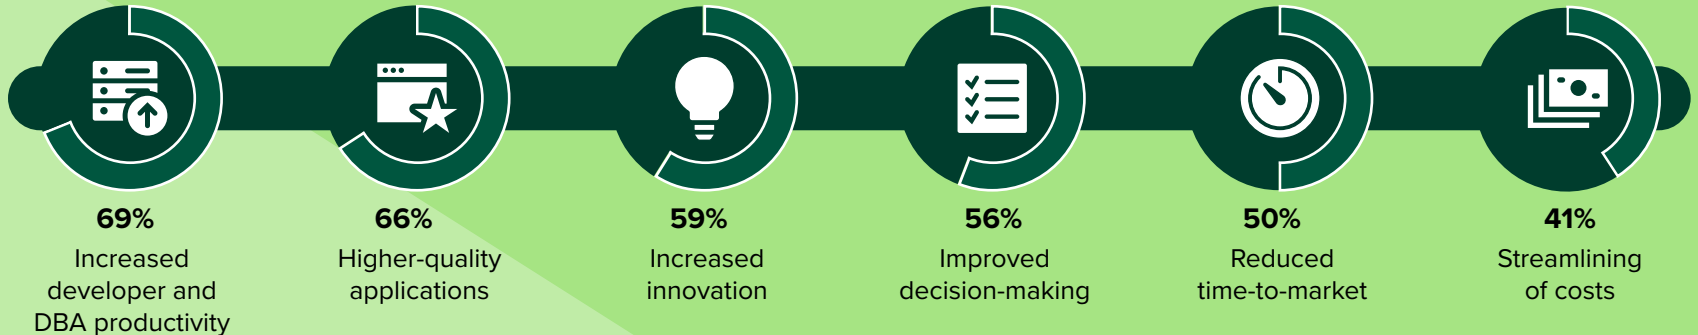 69%
Increased
developer and
DBA productivity
66%
Higher-quality
applications
59%
Increased
innovation
56%
Improved
decision-making
50%
Reduced
time-to-market
41%
Streamlining
of costs